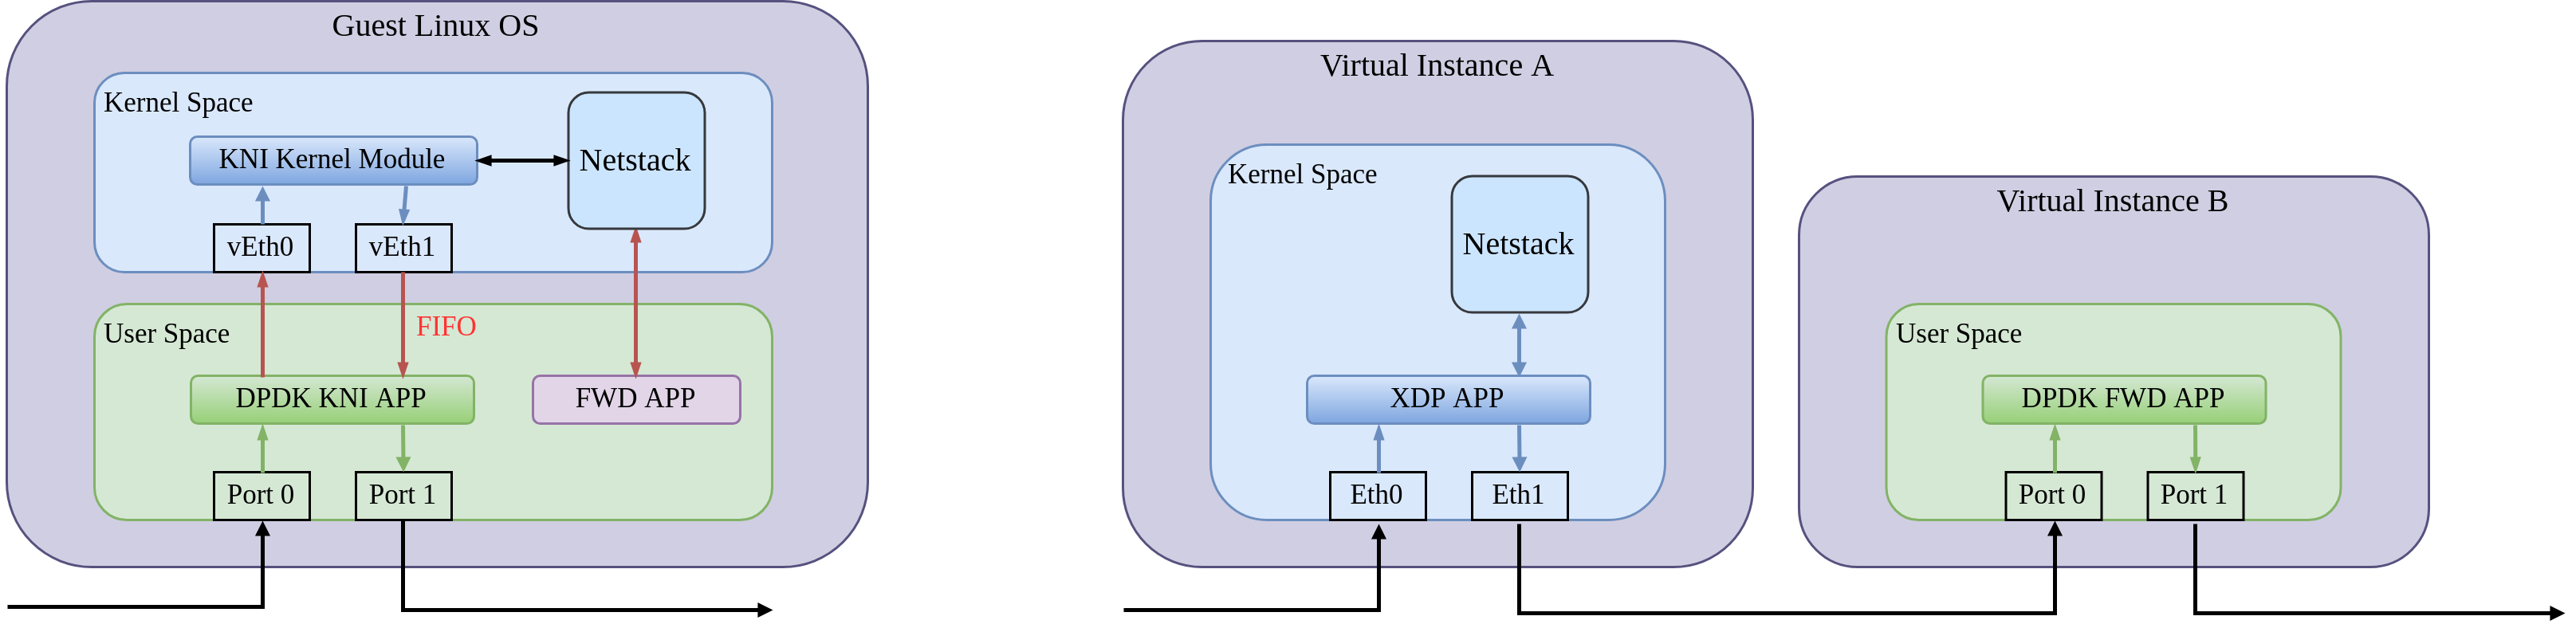 Guest Linux OS
Kernel Space
KNI Kernel Module
Netstack
vEth0
vEth1
User Space
FIFO
DPDK KNI APP
FWD APP
Port 0
Port 1
Virtual Instance A
Kernel Space
Netstack
XDP APP
Eth0
Eth1
Virtual Instance B
User Space
DPDK FWD APP
Port 0
Port 1